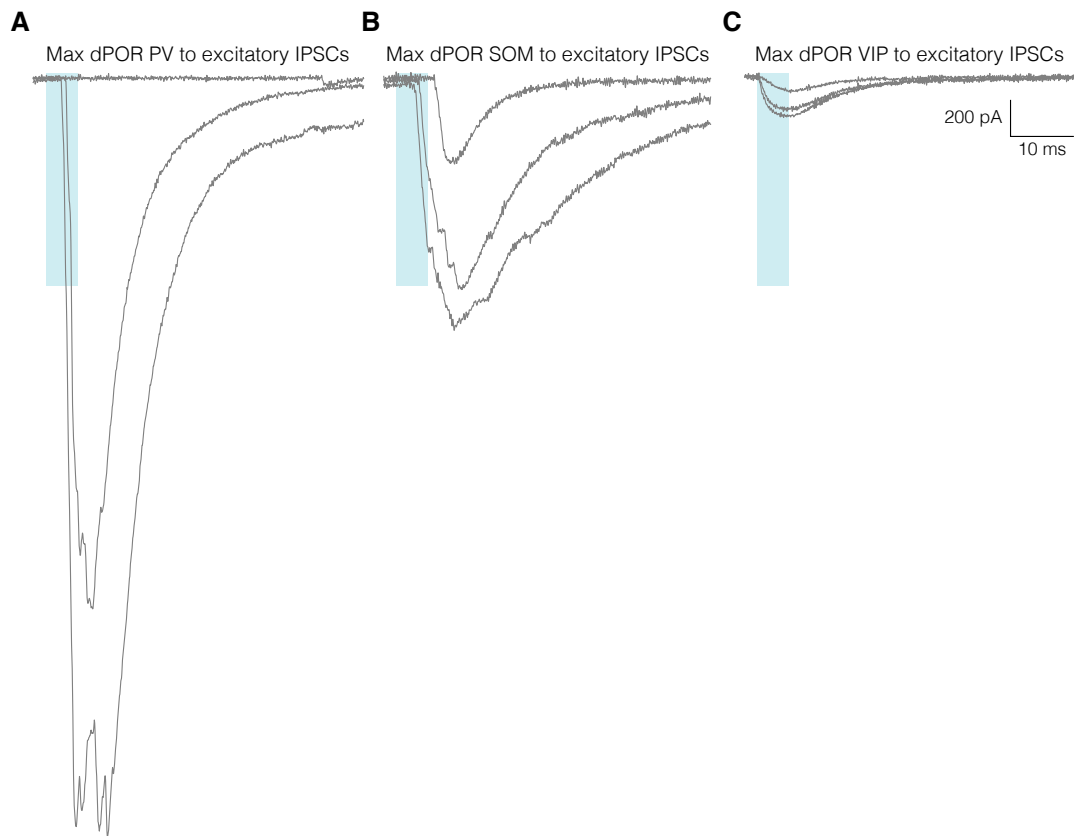 A
Max dPOR PV to excitatory IPSCs
B
Max dPOR SOM to excitatory IPSCs
C
Max dPOR VIP to excitatory IPSCs
200 pA
10 ms